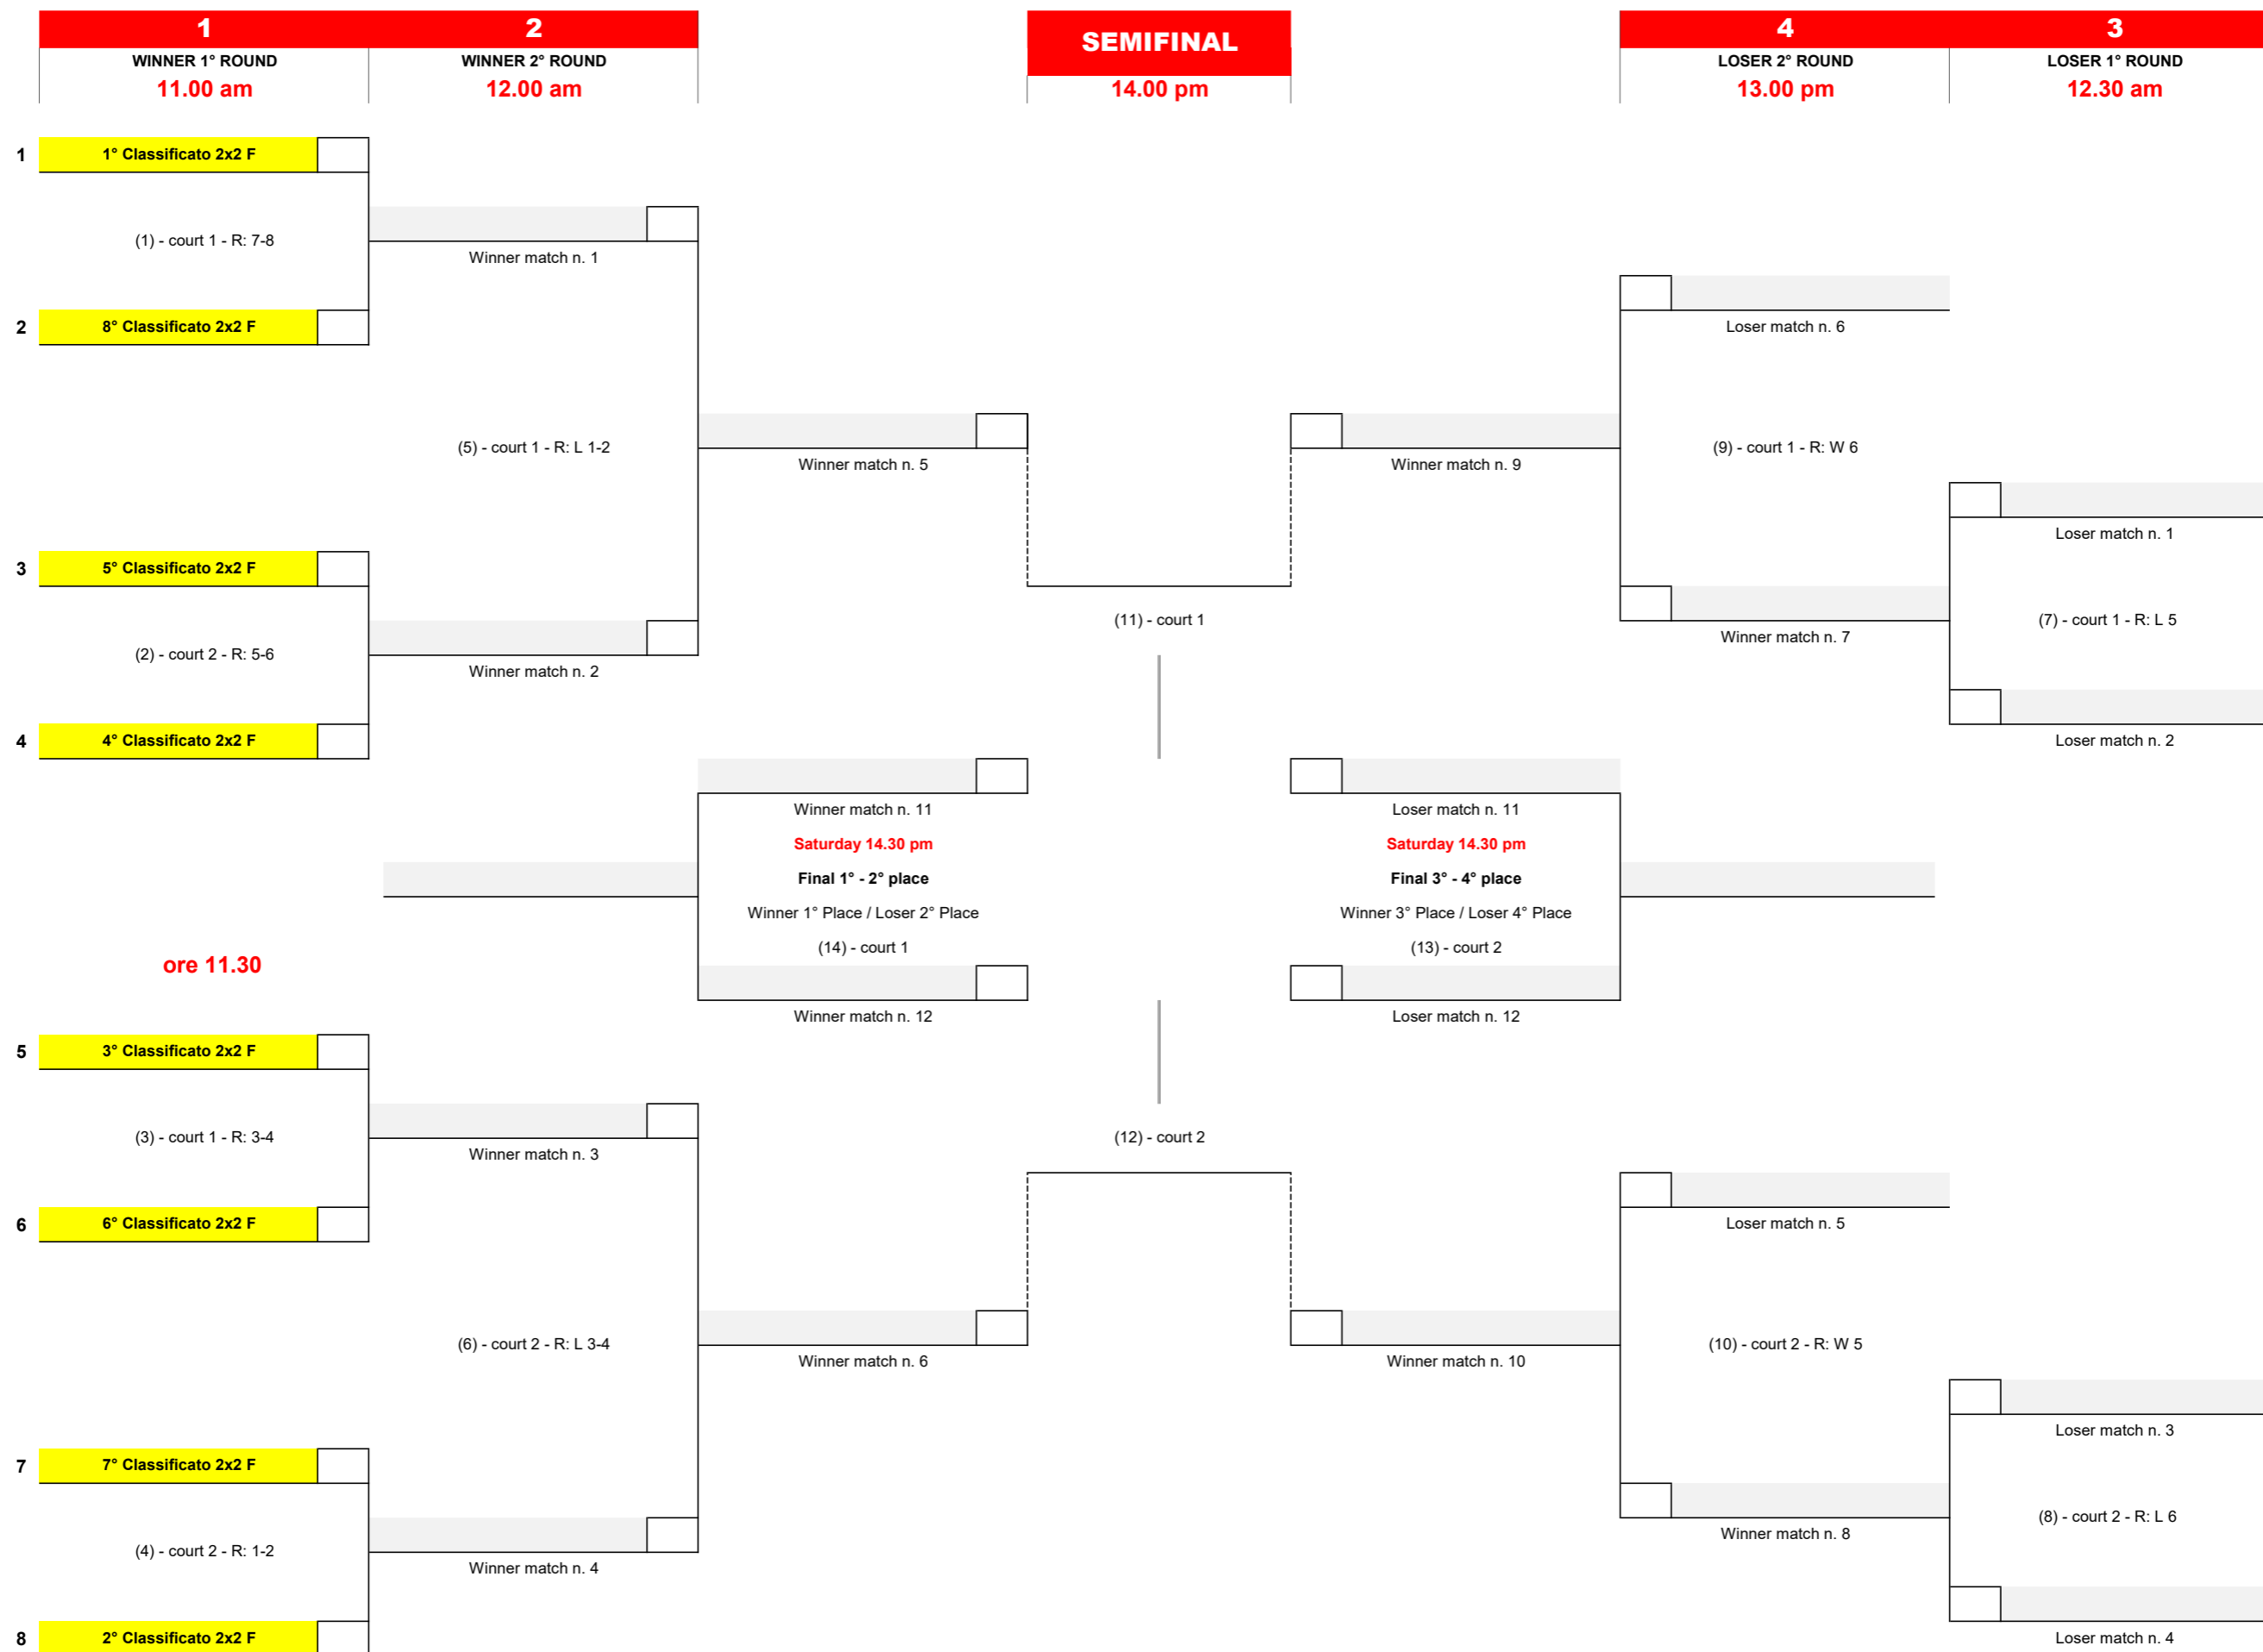 1 2 SEMIFINAL 4 3
WINNER 1° ROUND WINNER 2° ROUND LOSER 2° ROUND LOSER 1° ROUND
11.00 am 12.00 am 14.00 pm 13.00 pm 12.30 am
1 1° Classificato 2x2 F
(1) - court 1 - R: 7-8
Winner match n. 1
2 8° Classificato 2x2 F
Loser match n. 6
(5) - court 1 - R: L 1-2
(9) - court 1 - R: W 6
Winner match n. 5
Winner match n. 9
Loser match n. 1
3 5° Classificato 2x2 F
(11) - court 1
(7) - court 1 - R: L 5
Winner match n. 7
(2) - court 2 - R: 5-6
Winner match n. 2
4 4° Classificato 2x2 F
Loser match n. 2
Winner match n. 11 Loser match n. 11
Saturday 14.30 pm Saturday 14.30 pm
Final 1° - 2° place Final 3° - 4° place
Winner 1° Place / Loser 2° Place Winner 3° Place / Loser 4° Place
(14) - court 1 (13) - court 2
ore 11.30
Winner match n. 12 Loser match n. 12
5 3° Classificato 2x2 F
(3) - court 1 - R: 3-4
(12) - court 2
Winner match n. 3
6 6° Classificato 2x2 F
Loser match n. 5
(6) - court 2 - R: L 3-4
(10) - court 2 - R: W 5
Winner match n. 6
Winner match n. 10
Loser match n. 3
7 7° Classificato 2x2 F
(8) - court 2 - R: L 6
Winner match n. 8
(4) - court 2 - R: 1-2
Winner match n. 4
8 2° Classificato 2x2 F
Loser match n. 4